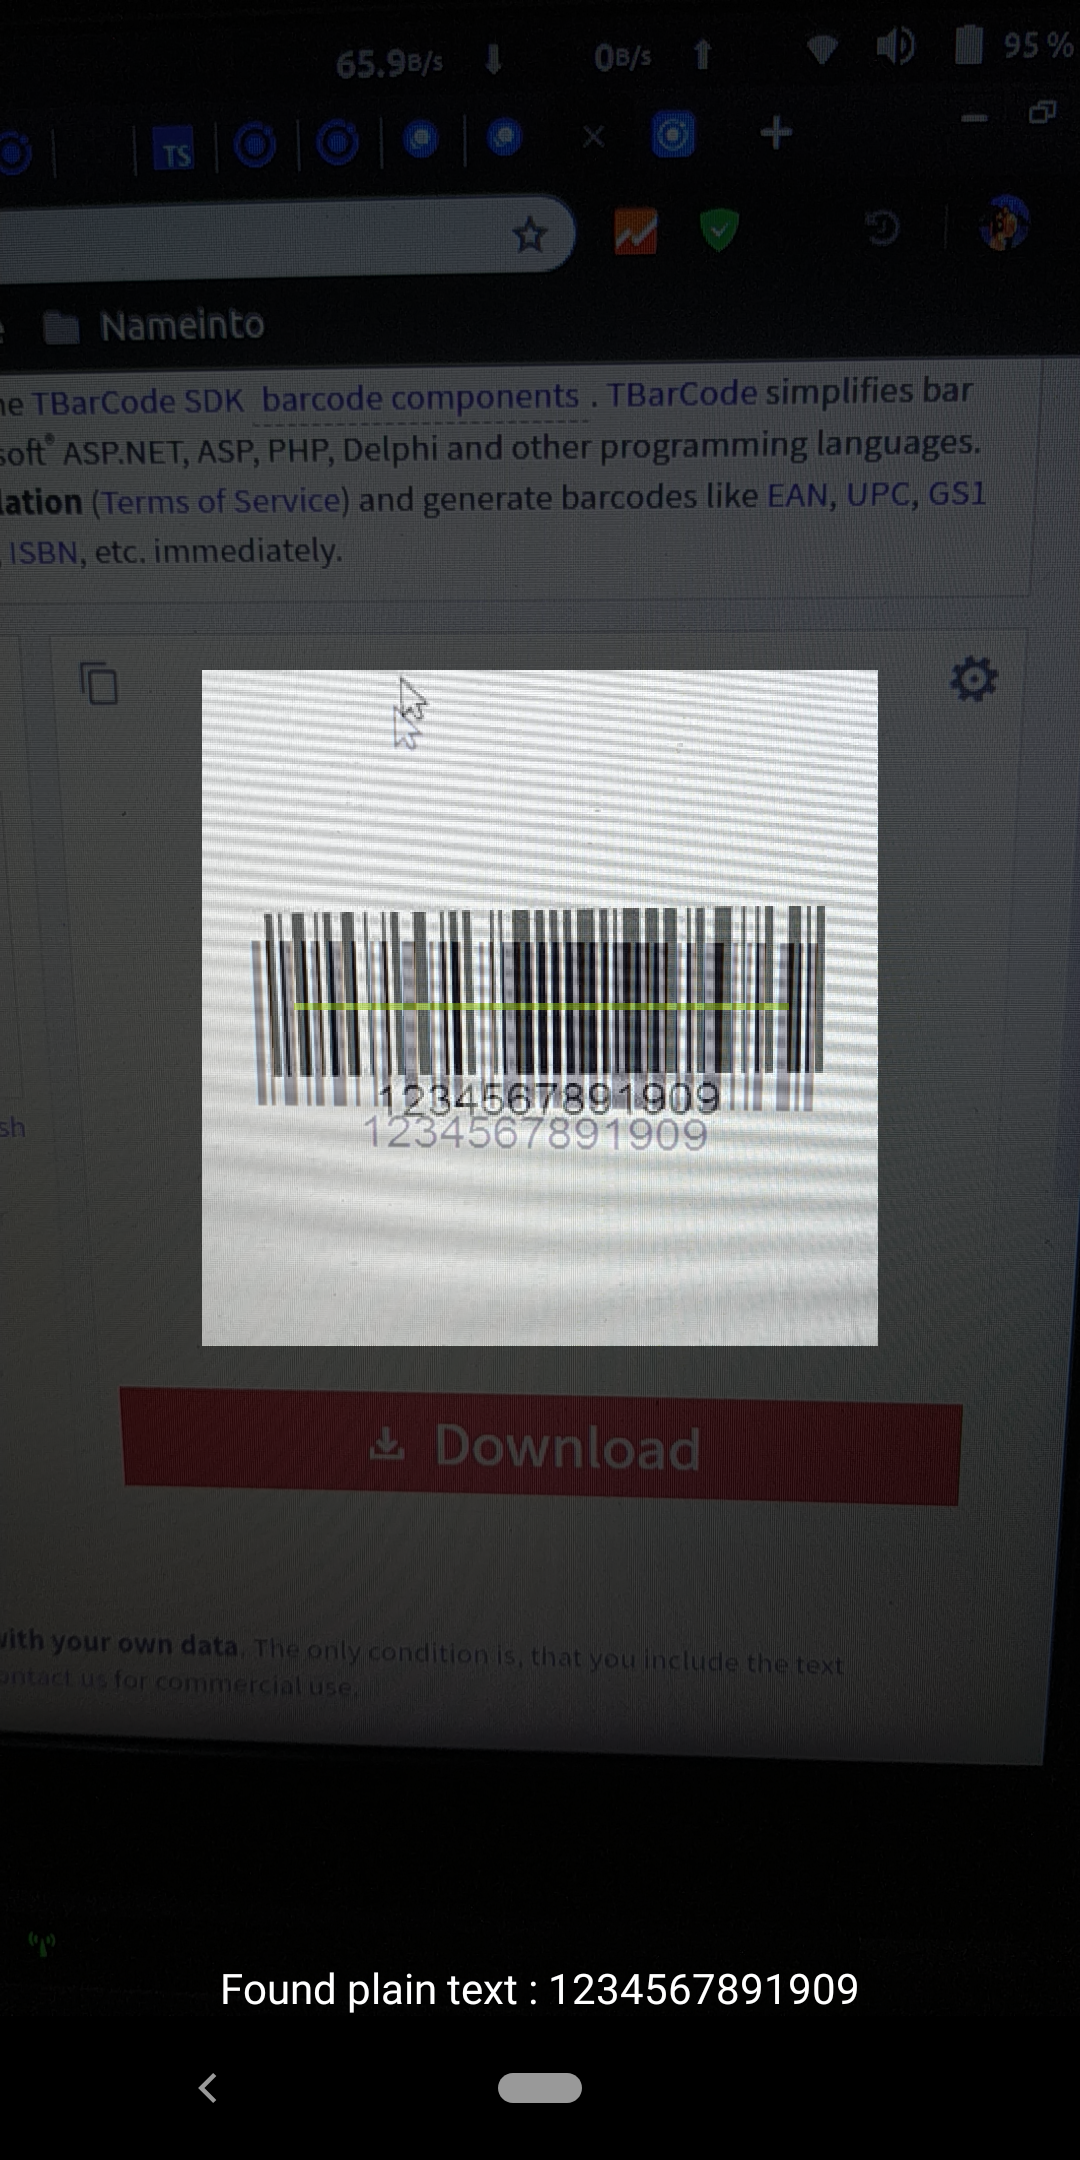 65.9B/s 0B/s 95 %
TS
Nameinto
TBarCode SDK barcode components . TBarCode simplifies bar
soft® ASP.NET, ASP, PHP, Delphi and other programming languages.
lation (Terms of Service) and generate barcodes like EAN, UPC, GS1
, ISBN, etc. immediately.
1234567891909
1234567891909
sh
Download
with your own data. The only condition is, that you include the text
ontact us for commercial use.
Found plain text : 1234567891909